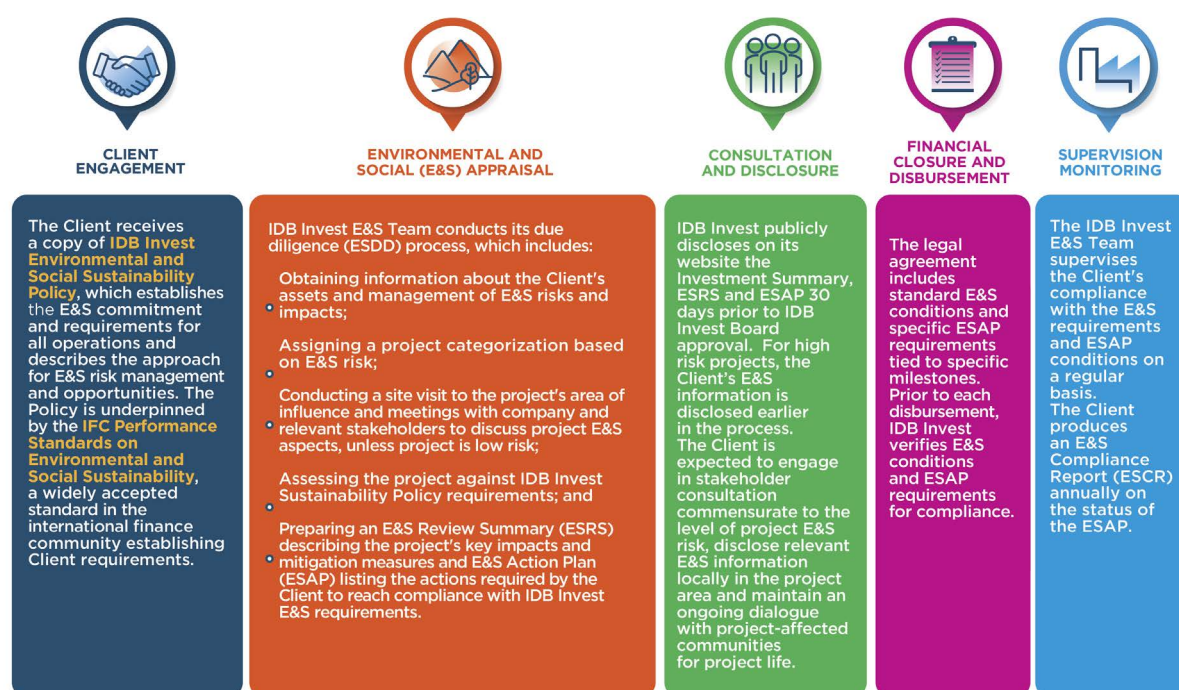 CLIENT
ENGAGEMENT
The Client receives
a copy of IDB Invest
Environmental and
Social Sustainability
Policy, which establishes
the E&S commitment
and requirements for
all operations and
describes the approach
for E&S risk management
and opportunities. The
Policy is underpinned
by the IFC Performance
Standards on
Environmental and
Social Sustainability,
a widely accepted
standard in the
international finance
community establishing
Client requirements.
ENVIRONMENTAL AND
SOCIAL (E&S) APPRAISAL
IDB Invest E&S Team conducts its due
diligence (ESDD) process, which includes:
Obtaining information about the Client's
assets and management of E&S risks and
impacts;
Assigning a project categorization based
on E&S risk;
Conducting a site visit to the project's area of
influence and meetings with company and
relevant stakeholders to discuss project E&S
aspects, unless project is low risk;
Assessing the project against IDB Invest
Sustainability Policy requirements; and
Preparing an E&S Review Summary (ESRS)
describing the project's key impacts and
mitigation measures and E&S Action Plan
(ESAP) listing the actions required by the
Client to reach compliance with IDB Invest
E&S requirements.
CONSULTATION
AND DISCLOSURE
IDB Invest publicly
discloses on its
website the
Investment Summary,
ESRS and ESAP 30
days prior to IDB
Invest Board
approval. For high
risk projects, the
Client's E&S
information is
disclosed earlier
in the process.
The Client is
expected to engage
in stakeholder
consultation
commensurate to the
level of project E&S
risk, disclose relevant
E&S information
locally in the project
area and maintain an
ongoing dialogue
with project-affected
communities
for project life.
FINANCIAL
CLOSURE AND
DISBURSEMENT
The legal
agreement
includes
standard E&S
conditions and
specific ESAP
requirements
tied to specific
milestones.
Prior to each
disbursement,
IDB Invest
verifies E&S
conditions
and ESAP
requirements
for compliance.
SUPERVISION
MONITORING
The IDB Invest
E&S Team
supervises
the Client's
compliance
with the E&S
requirements
and ESAP
conditions on
a regular
basis.
The Client
produces
an E&S
Compliance
Report (ESCR)
annually on
the status of
the ESAP.